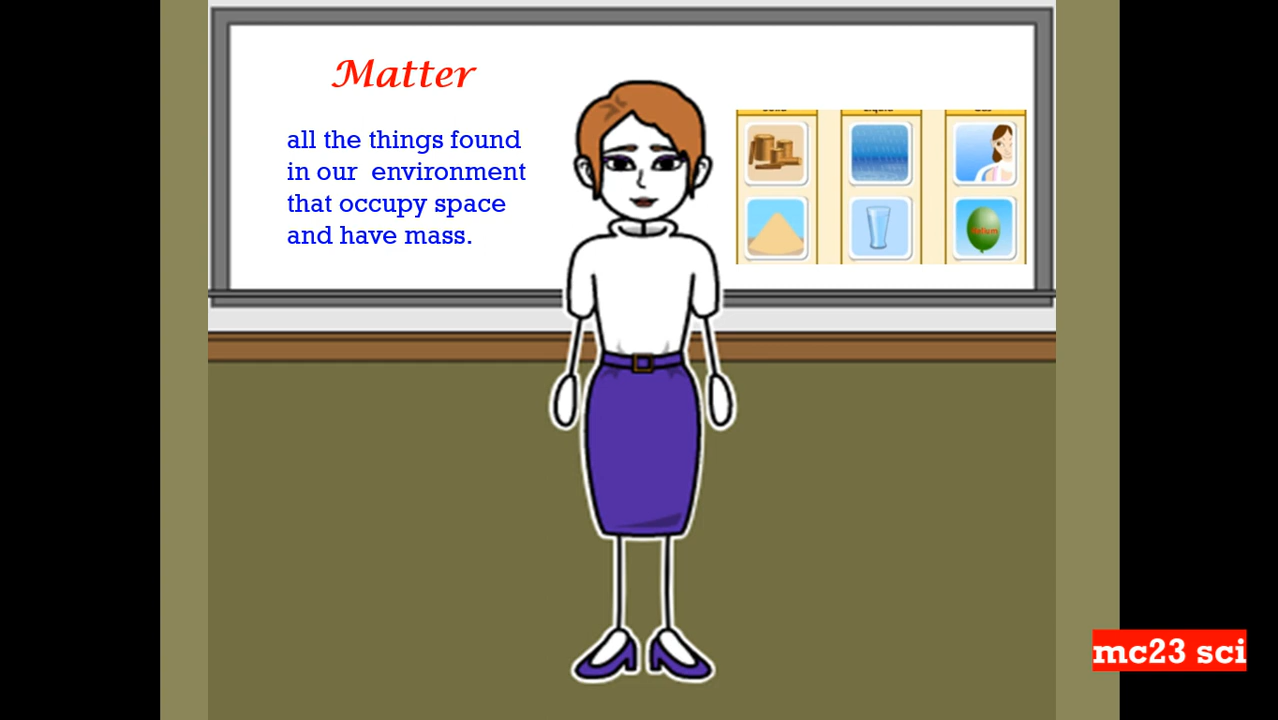 Matter
all the things found
in our environment
that occupy space
and have mass.
mc23 sci